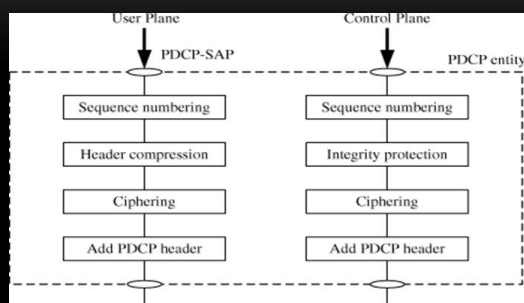 User Plane
Control Plane
PDCP-SAP
PDCP entity
Sequence numbering
Sequence numbering
Header compression
Integrity protection
Ciphering
Ciphering
Add PDCP header
Add PDCP header